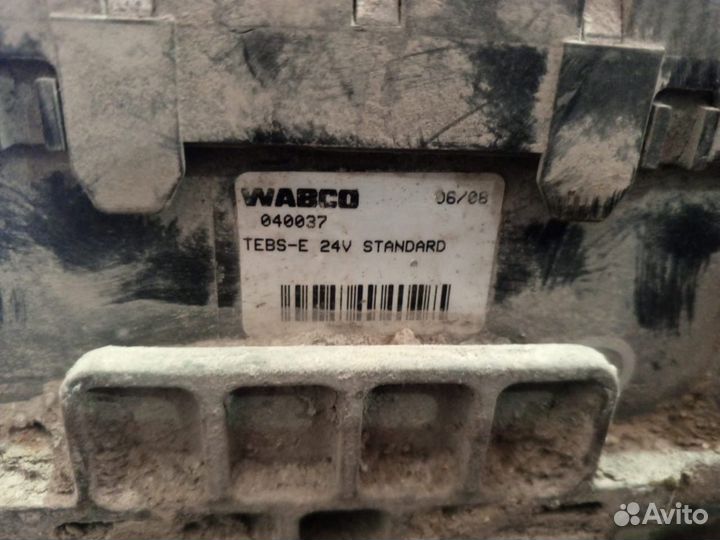 WABCO 06/08
040037
TEBS-E 24V STANDARD
Avito